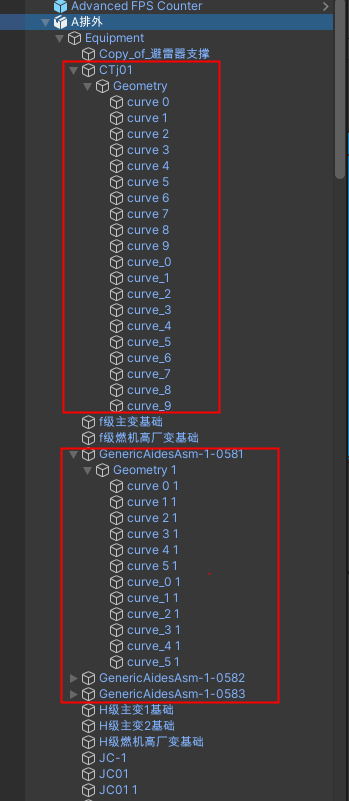 Advanced FPS Counter
A排外
Equipment
Copy_of_避雷器支撑
CTj01
Geometry
curve 0
curve 1
curve 2
curve 3
curve 4
curve 5
curve 6
curve 7
curve 8
curve 9
curve_0
curve_1
curve_2
curve_3
curve_4
curve_5
curve_6
curve_7
curve_8
curve_9
f级主变基础
f级燃机高厂变基础
GenericAidesAsm-1-0581
Geometry 1
curve 0 1
curve 1 1
curve 2 1
curve 3 1
curve 4 1
curve 5 1
curve_0 1
curve_1 1
curve_2 1
curve_3 1
curve_4 1
curve_5 1
GenericAidesAsm-1-0582
GenericAidesAsm-1-0583
H级主变1基础
H级主变2基础
H级燃机高厂变基础
JC-1
JC01
JC01 1